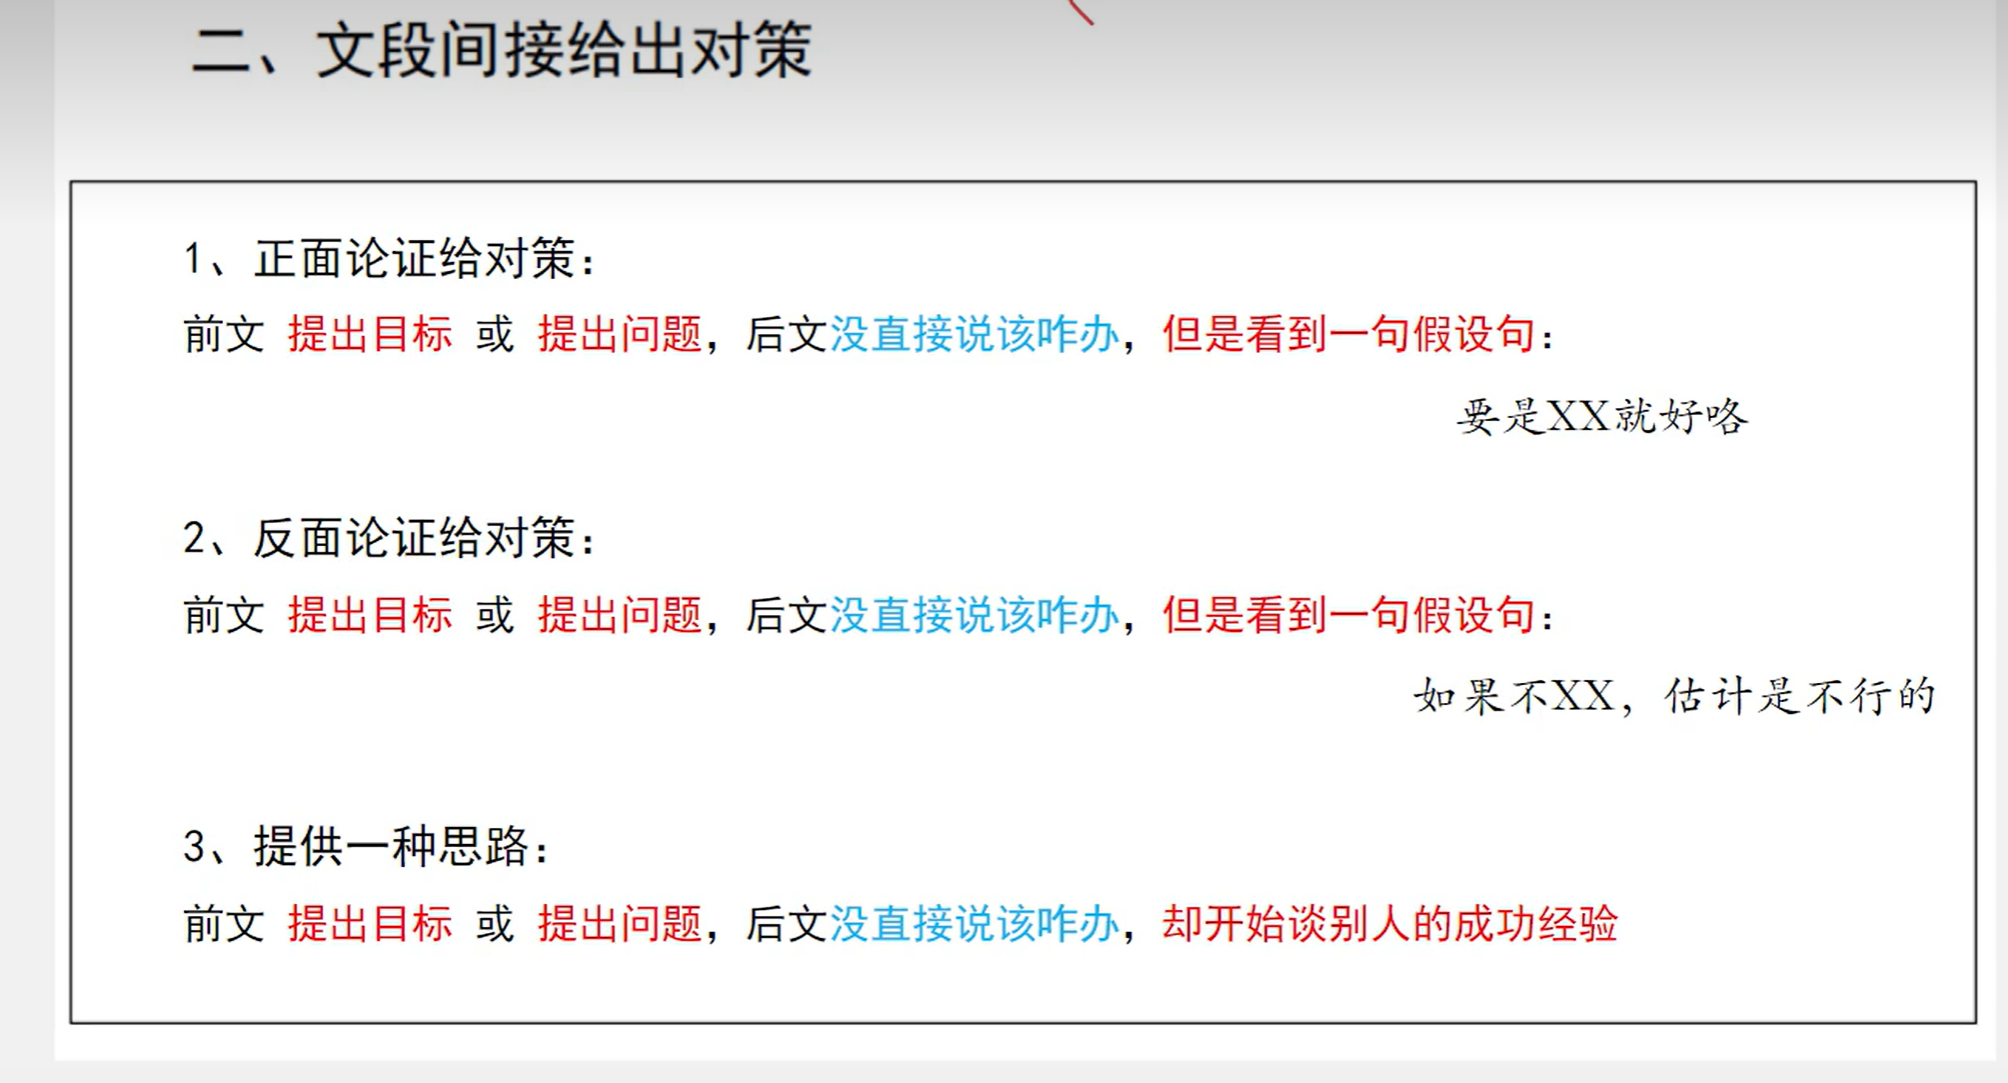 二、文段间接给出对策
1、正面论证给对策：
前文 提出目标 或 提出问题，后文没直接说该咋办，但是看到一句假设句：
要是XX就好咯
2、反面论证给对策：
前文 提出目标 或 提出问题，后文没直接说该咋办，但是看到一句假设句：
如果不XX，估计是不行的
3、提供一种思路：
前文 提出目标 或 提出问题，后文没直接说该咋办，却开始谈别人的成功经验